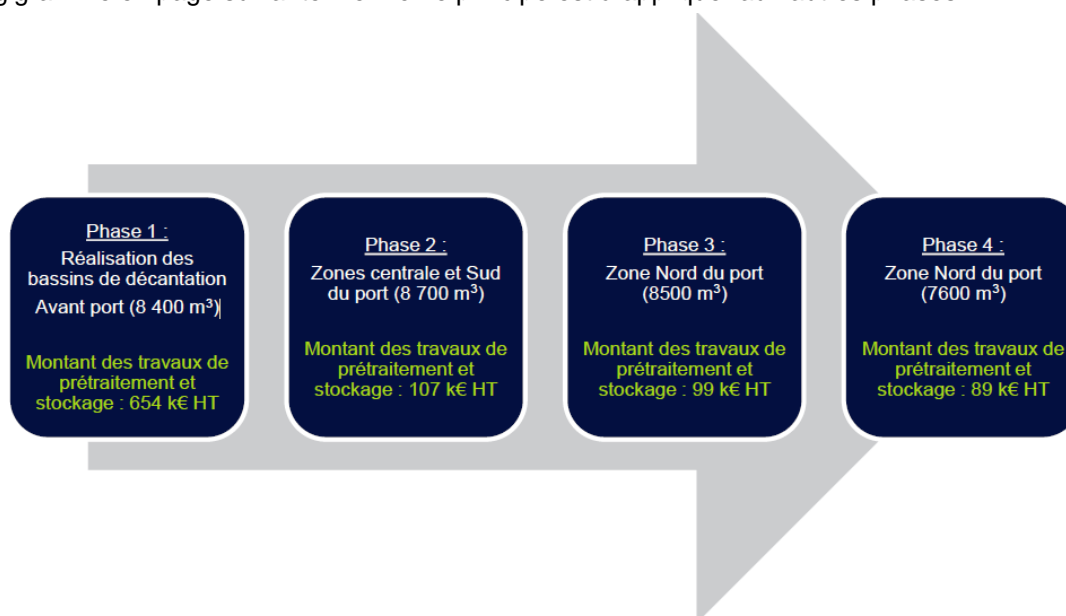 Phase 1 :
Réalisation des
bassins de décantation
Avant port (8 400 m³)
Montant des travaux de
prétraitement et
stockage : 654 k€ HT
Phase 2 :
Zones centrale et Sud
du port (8 700 m³)
Montant des travaux de
prétraitement et
stockage : 107 k€ HT
Phase 3 :
Zone Nord du port
(8500 m³)
Montant des travaux de
prétraitement et
stockage : 99 k€ HT
Phase 4 :
Zone Nord du port
(7600 m³)
Montant des travaux de
prétraitement et
stockage : 89 k€ HT